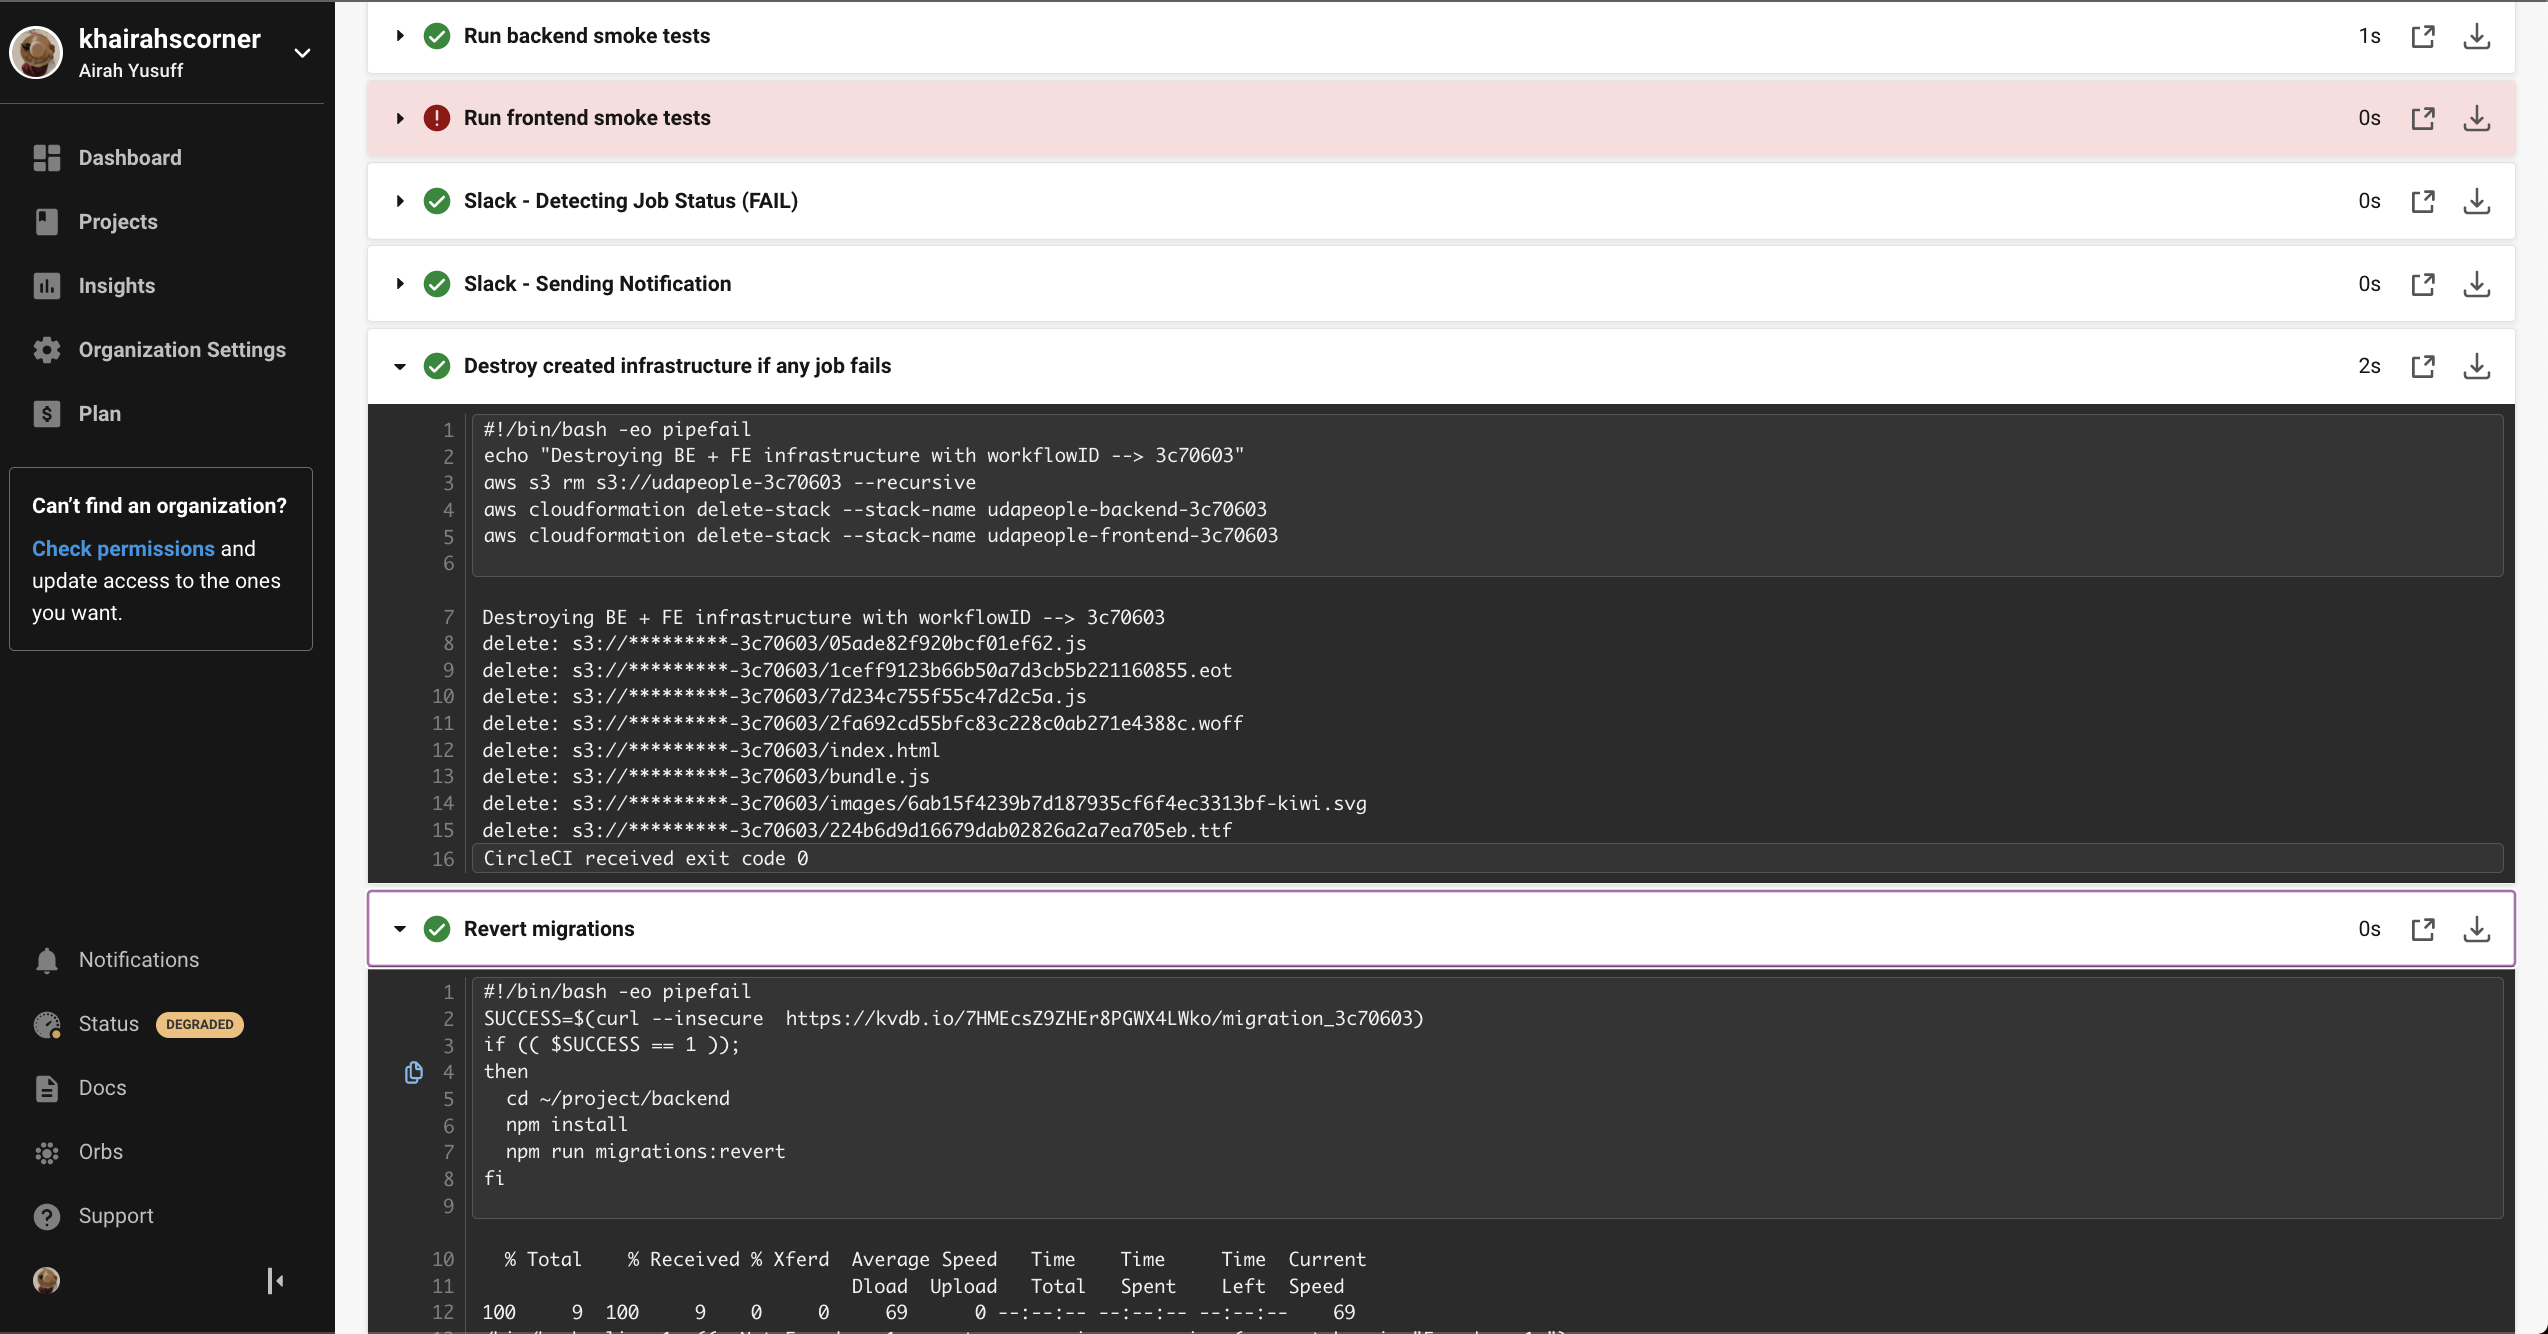 khairahscorner
Airah Yusuff
Dashboard
Projects
Insights
Organization Settings
Plan
Can't find an organization?
Check permissions and
update access to the ones
you want.
Notifications
Status DEGRADED
Docs
Orbs
Support
Run backend smoke tests 1s
Run frontend smoke tests 0s
Slack - Detecting Job Status (FAIL) 0s
Slack - Sending Notification 0s
Destroy created infrastructure if any job fails 2s
1 #!/bin/bash -eo pipefail
2 echo "Destroying BE + FE infrastructure with workflowID --> 3c70603"
3 aws s3 rm s3://udapeople-3c70603 --recursive
4 aws cloudformation delete-stack --stack-name udapeople-backend-3c70603
5 aws cloudformation delete-stack --stack-name udapeople-frontend-3c70603
6
7 Destroying BE + FE infrastructure with workflowID --> 3c70603
8 delete: s3://*********-3c70603/05ade82f920bcf01ef62.js
9 delete: s3://*********-3c70603/1ceff9123b66b50a7d3cb5b221160855.eot
10 delete: s3://*********-3c70603/7d234c755f55c47d2c5a.js
11 delete: s3://*********-3c70603/2fa692cd55bfc83c228c0ab271e4388c.woff
12 delete: s3://*********-3c70603/index.html
13 delete: s3://*********-3c70603/bundle.js
14 delete: s3://*********-3c70603/images/6ab15f4239b7d187935cf6f4ec3313bf-kiwi.svg
15 delete: s3://*********-3c70603/224b6d9d16679dab02826a2a7ea705eb.ttf
16 CircleCI received exit code 0
Revert migrations 0s
1 #!/bin/bash -eo pipefail
2 SUCCESS=$(curl --insecure  https://kvdb.io/7HMEcsZ9ZHEr8PGWX4LWko/migration_3c70603)
3 if (( $SUCCESS == 1 ));
4 then
5 cd ~/project/backend
6 npm install
7 npm run migrations:revert
8 fi
9
10 % Total % Received % Xferd Average Speed Time Time Time Current
11 Dload Upload Total Spent Left Speed
12 100 9 100 9 0 0 69 0 --:--:-- --:--:-- --:--:-- 69